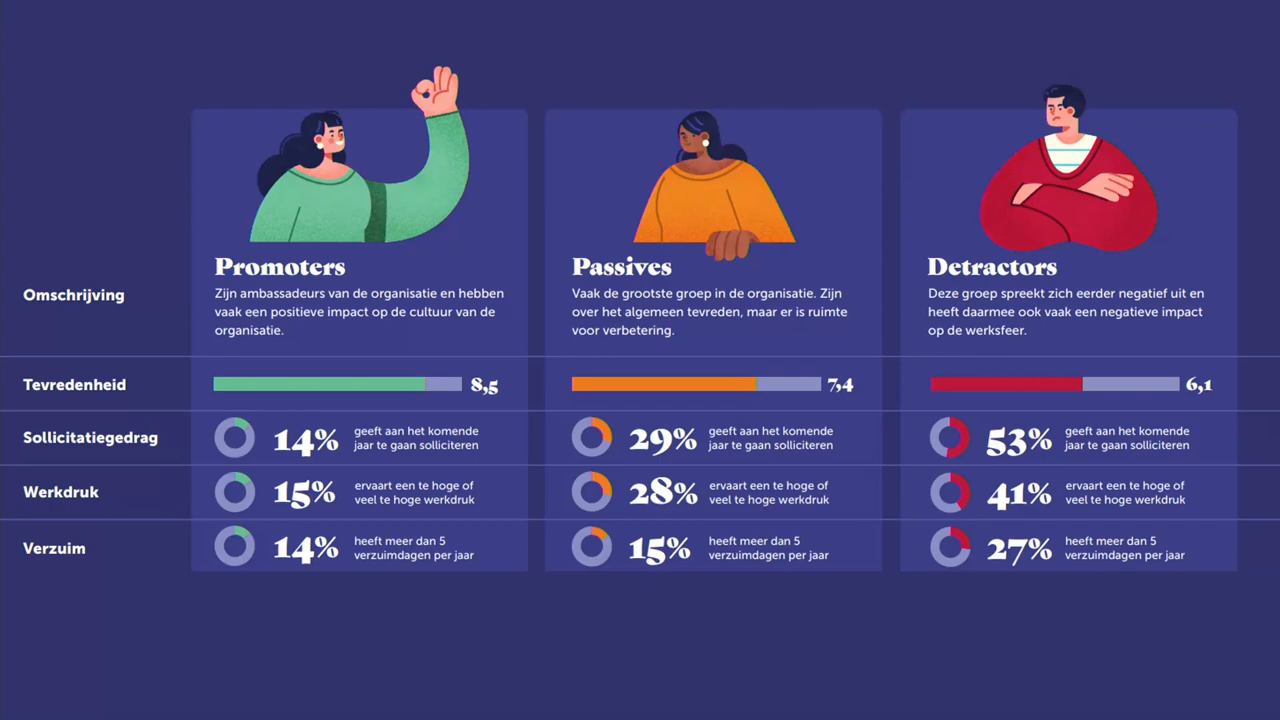 Promoters
Passives
Detractors
Omschrijving
Zijn ambassadeurs van de organisatie en hebben
vaak een positieve impact op de cultuur van de
organisatie.
Vaak de grootste groep in de organisatie. Zijn
over het algemeen tevreden, maar er is ruimte
voor verbetering.
Deze groep spreekt zich eerder negatief uit en
heeft daarmee ook vaak een negatieve impact
op de werksfeer.
Tevredenheid
8,5
7,4
6,1
Sollicitatiegedrag
14%
geeft aan het komende
jaar te gaan solliciteren
29%
geeft aan het komende
jaar te gaan solliciteren
53%
geeft aan het komende
jaar te gaan solliciteren
Werkdruk
15%
ervaart een te hoge of
veel te hoge werkdruk
28%
ervaart een te hoge of
veel te hoge werkdruk
41%
ervaart een te hoge of
veel te hoge werkdruk
Verzuim
14%
heeft meer dan 5
verzuimdagen per jaar
15%
heeft meer dan 5
verzuimdagen per jaar
27%
heeft meer dan 5
verzuimdagen per jaar